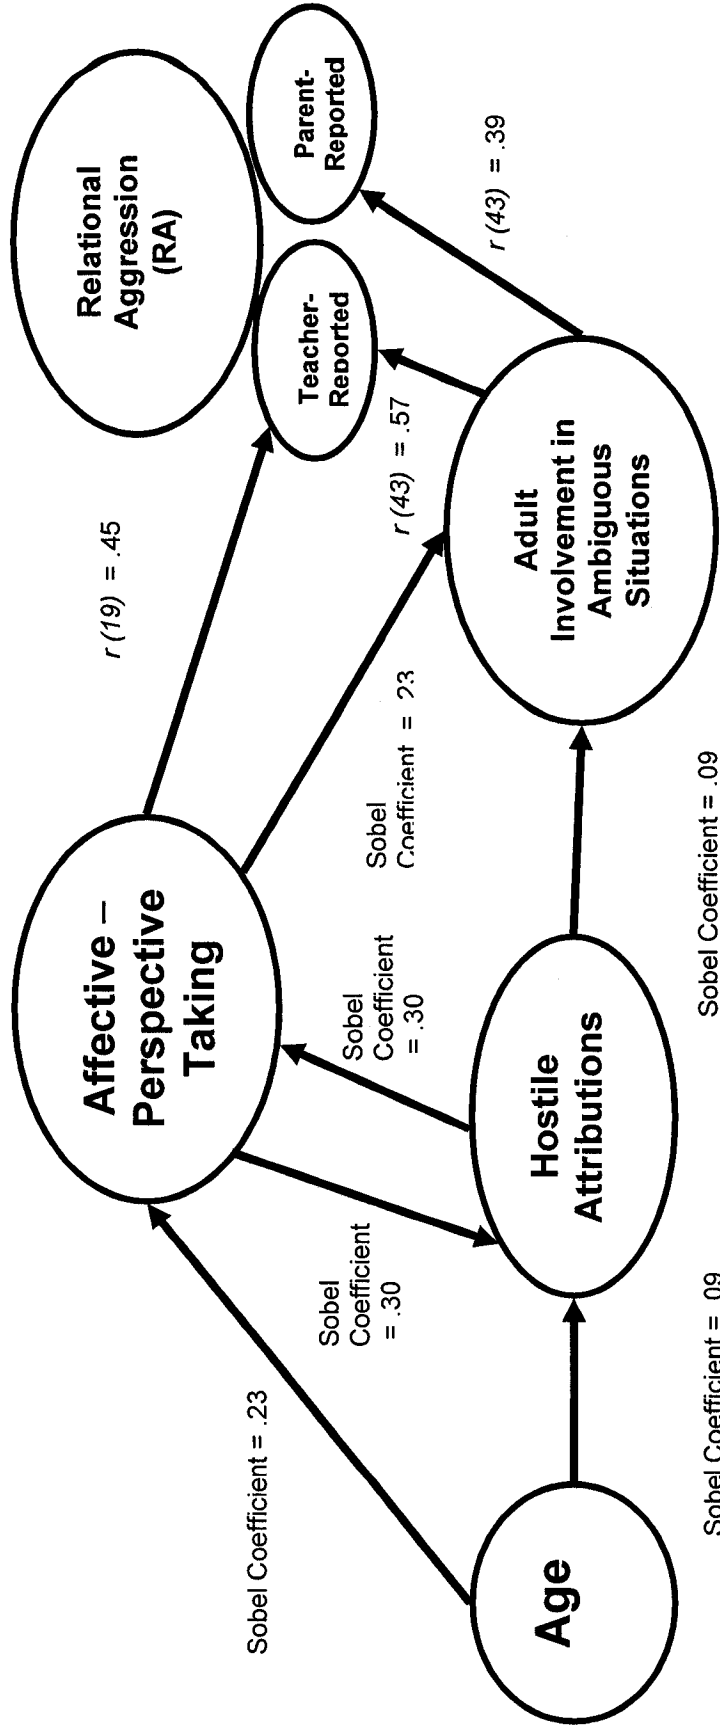 Affective –
Perspective
Taking
r (19) = .45
Relational
Aggression
(RA)
Teacher-
Reported
Parent-
Reported
Sobel Coefficient = .23
Sobel
Coefficient
= .30
Sobel
Coefficient
= .30
Sobel
Coefficient = 23
r (43) = .57
r (43) = .39
Age
Hostile
Attributions
Adult
Involvement in
Ambiguous
Situations
Sobel Coefficient = .09
Sobel Coefficient = .09